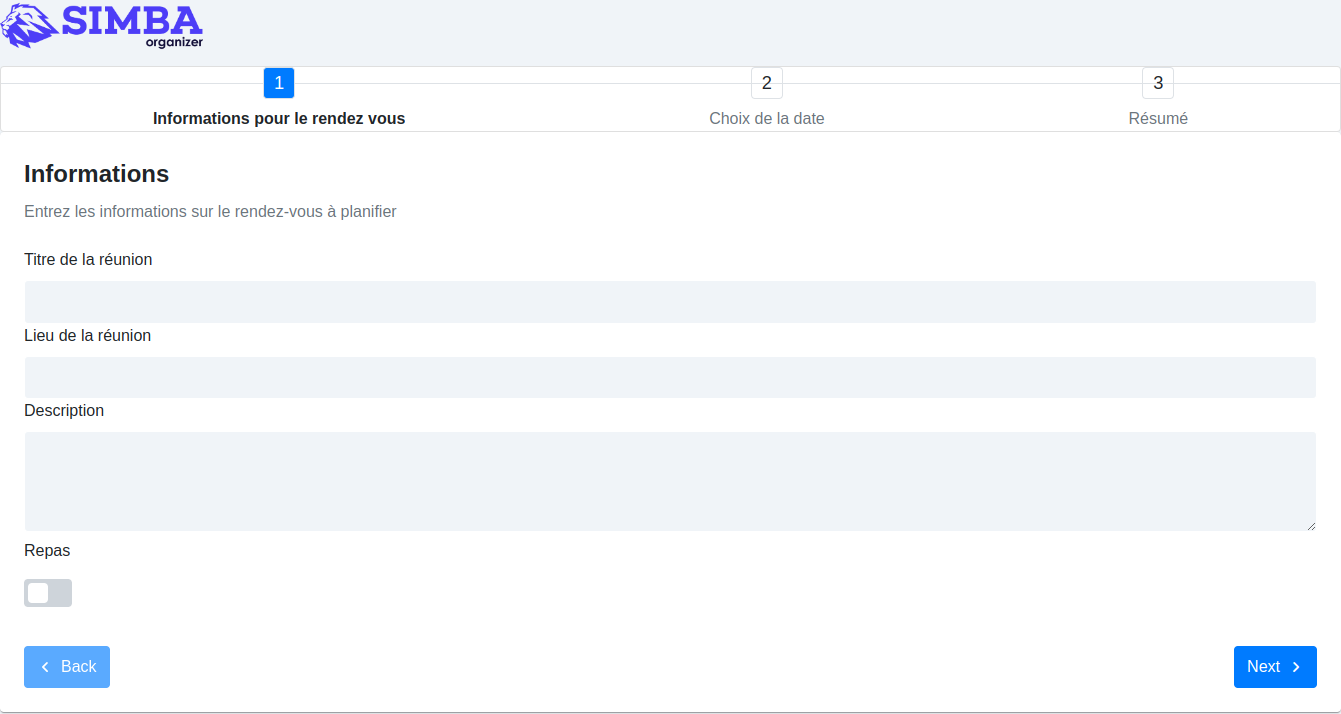 SIMBA
organizer
1
2
3
Informations pour le rendez vous
Choix de la date
Résumé
Informations
Entrez les informations sur le rendez-vous à planifier
Titre de la réunion
Lieu de la réunion
Description
Repas
Back
Next